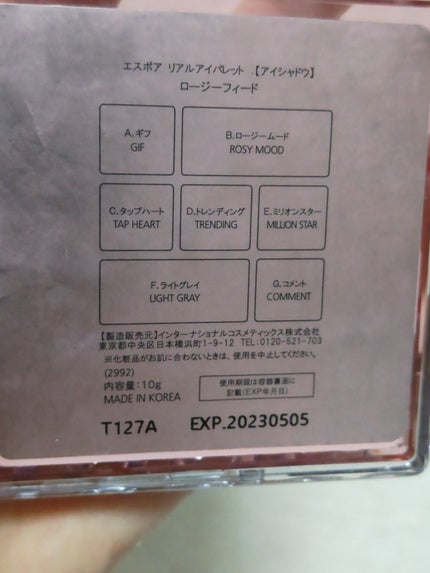 エスポア リアルアイパレット 【アイシャドウ】
ロージーフィード
A.ギフ
GIF
B.ロージームード
ROSY MOOD
C.タップハート
TAP HEART
D.トレンディング
TRENDING
E.ミリオンスター
MILLION STAR
F.ライトグレイ
LIGHT GRAY
G.コメント
COMMENT
【製造販売元】インターナショナルコスメティックス株式会社
東京都中央区日本橋浜町1-9-12 TEL:0120-521-703
※化粧品がお肌に合わないときは、使用を中止してください。
(2992)
内容量:10g
MADE IN KOREA
使用期限は容器裏面に
記載(EXP年月日)
T127A EXP.20230505